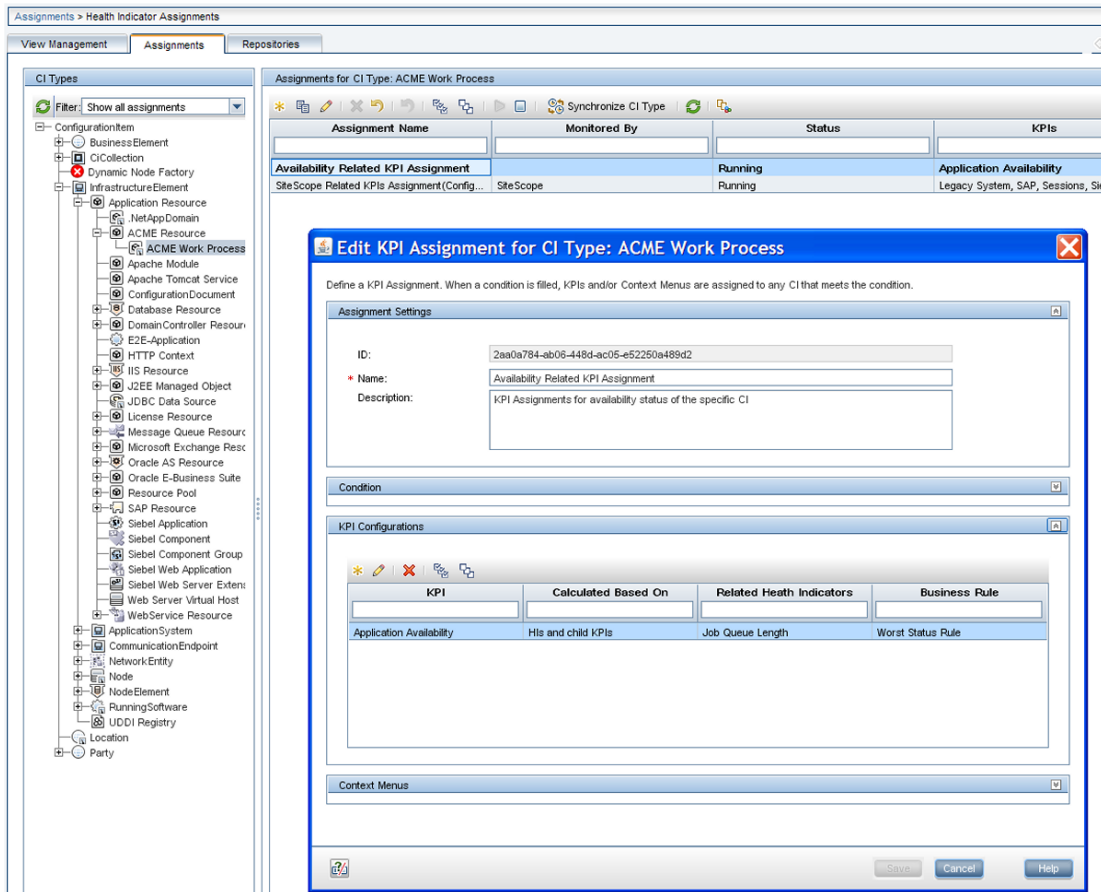 Assignments > Health Indicator Assignments
View Management
Assignments
Repositories
CI Types
Filter: Show all assignments
ConfigurationItem
BusinessElement
CiCollection
Dynamic Node Factory
InfrastructureElement
Application Resource
.NetAppDomain
ACME Resource
ACME Work Process
Apache Module
Apache Tomcat Service
ConfigurationDocument
Database Resource
DomainController Resour
E2E-Application
HTTP Context
IIS Resource
J2EE Managed Object
JDBC Data Source
License Resource
Message Queue Resourc
Microsoft Exchange Resc
Oracle AS Resource
Oracle E-Business Suite
Resource Pool
SAP Resource
Siebel Application
Siebel Component
Siebel Component Group
Siebel Web Application
Siebel Web Server Extens
Web Server Virtual Host
WebService Resource
ApplicationSystem
CommunicationEndpoint
NetworkEntity
Node
NodeElement
RunningSoftware
UDDI Registry
Location
Party
Assignments for CI Type: ACME Work Process
Synchronize CI Type
Assignment Name Monitored By Status KPIs
Availability Related KPI Assignment Running Application Availability
SiteScope Related KPIs Assignment(Config... SiteScope Running Legacy System, SAP, Sessions, Sie
Edit KPI Assignment for CI Type: ACME Work Process
Define a KPI Assignment. When a condition is filled, KPIs and/or Context Menus are assigned to any CI that meets the condition.
Assignment Settings
ID: 2aa0a784-ab06-448d-ac05-e52250a489d2
* Name: Availability Related KPI Assignment
Description: KPI Assignments for availability status of the specific CI
Condition
KPI Configurations
KPI Calculated Based On Related Heath Indicators Business Rule
Application Availability HIs and child KPIs Job Queue Length Worst Status Rule
Context Menus
Save Cancel Help